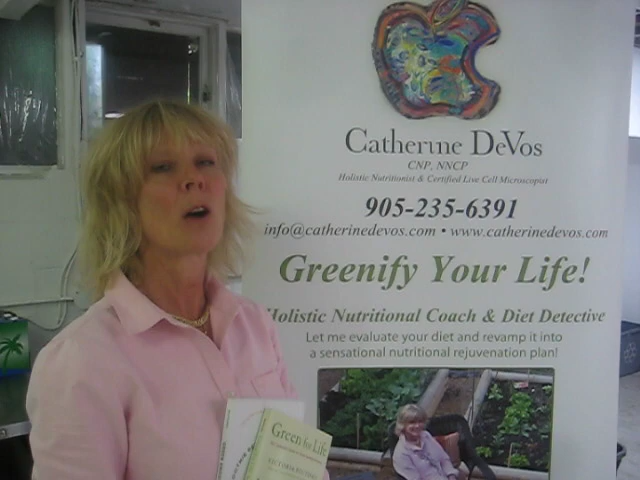 Catherine DeVos
CNP, NNCP
Holistic Nutritionist & Certified Live Cell Microscopist
905-235-6391
info@catherinedevos.com • www.catherinedevos.com
Greenify Your Life!
Holistic Nutritional Coach & Diet Detective
Let me evaluate your diet and revamp it into
a sensational nutritional rejuvenation plan!
Green for Life